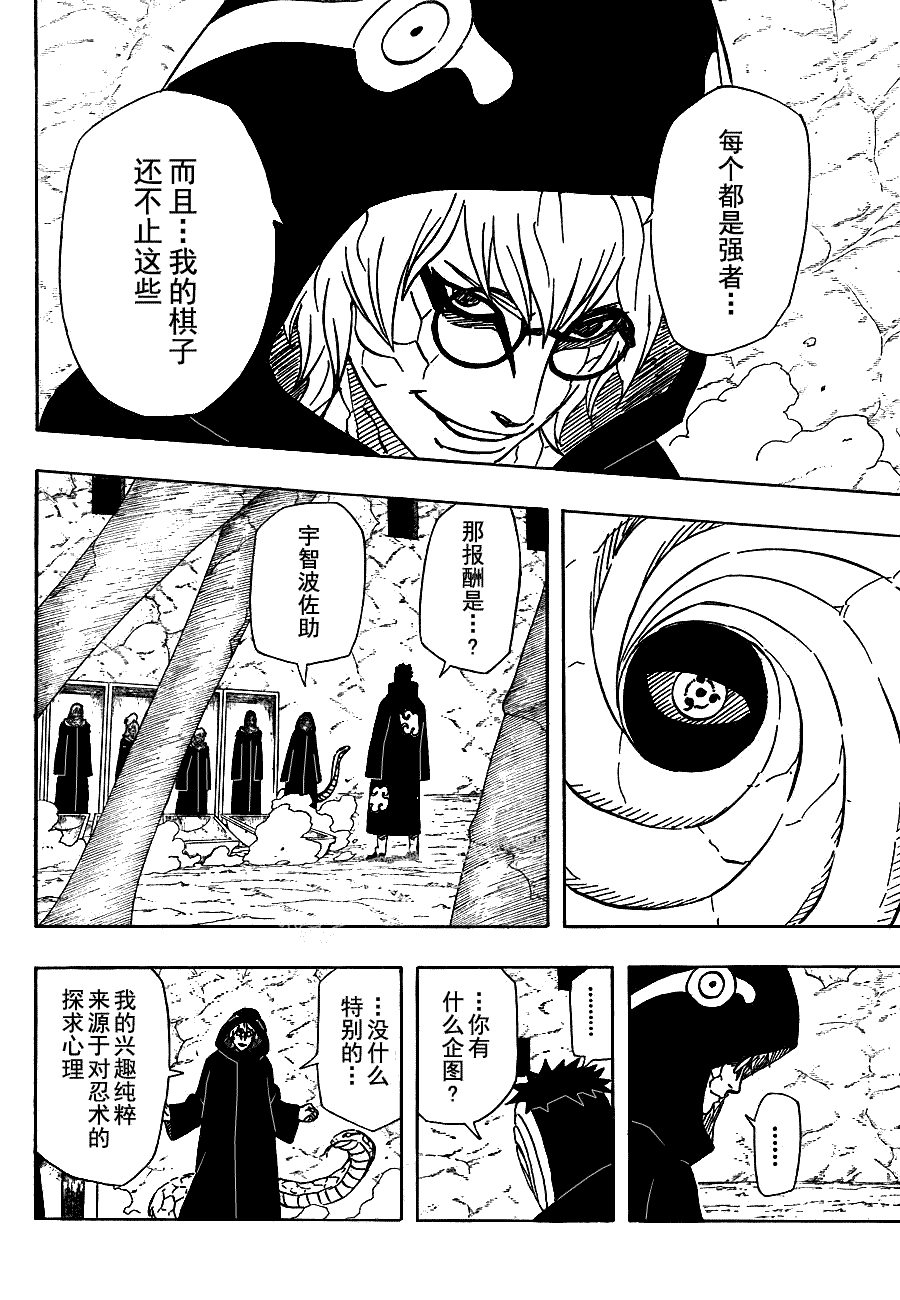 每个都是强者…
而且…我的棋子
还不止这些
那报酬是…?
宇智波佐助
……
………
…你有
什么企图?
…没什么
特别的…
我的兴趣纯粹
来源于对忍术的
探求心理